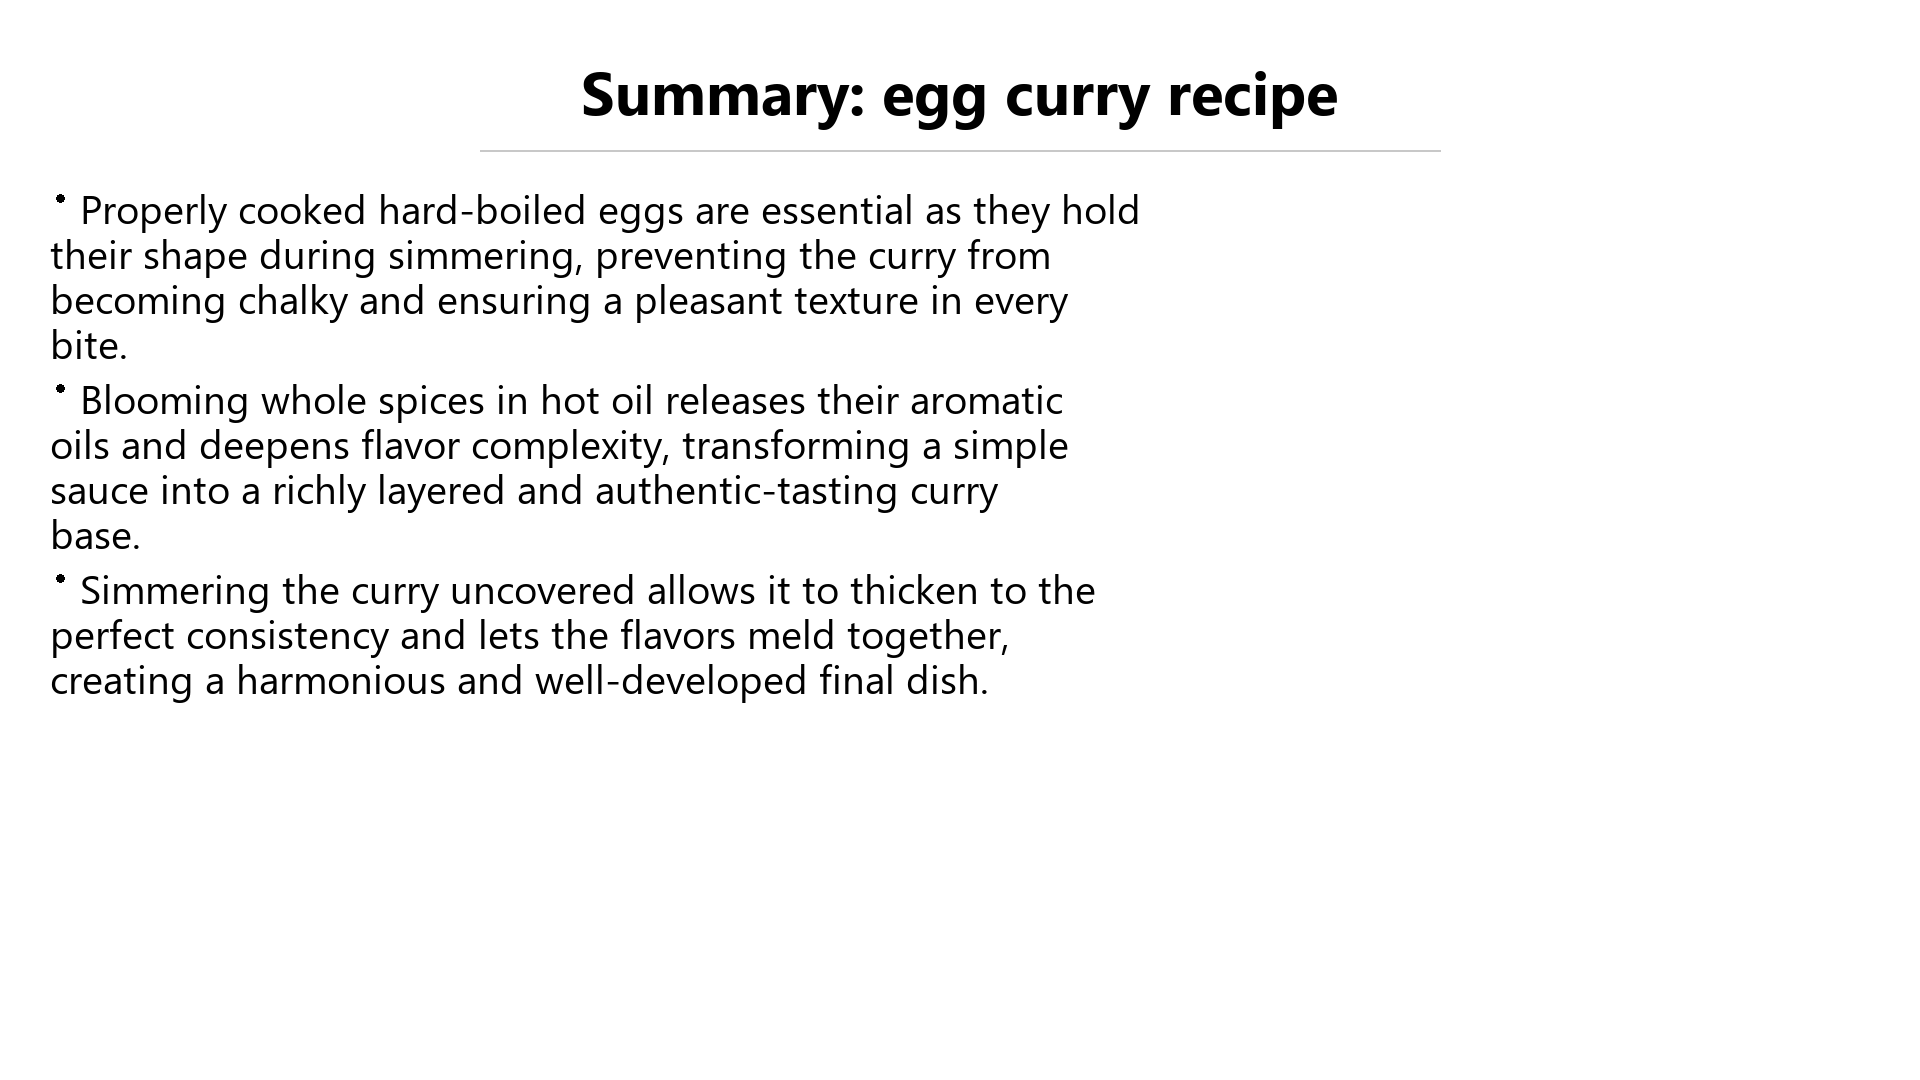 Summary: egg curry recipe
• Properly cooked hard-boiled eggs are essential as they hold
their shape during simmering, preventing the curry from
becoming chalky and ensuring a pleasant texture in every
bite.
• Blooming whole spices in hot oil releases their aromatic
oils and deepens flavor complexity, transforming a simple
sauce into a richly layered and authentic-tasting curry
base.
• Simmering the curry uncovered allows it to thicken to the
perfect consistency and lets the flavors meld together,
creating a harmonious and well-developed final dish.